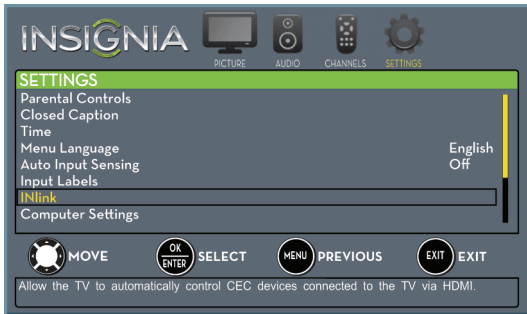 INSIGNIA
PICTURE AUDIO CHANNELS SETTINGS
SETTINGS
Parental Controls
Closed Caption
Time
Menu Language English
Auto Input Sensing Off
Input Labels
INlink
Computer Settings
MOVE OK ENTER SELECT MENU PREVIOUS EXIT EXIT
Allow the TV to automatically control CEC devices connected to the TV via HDMI.